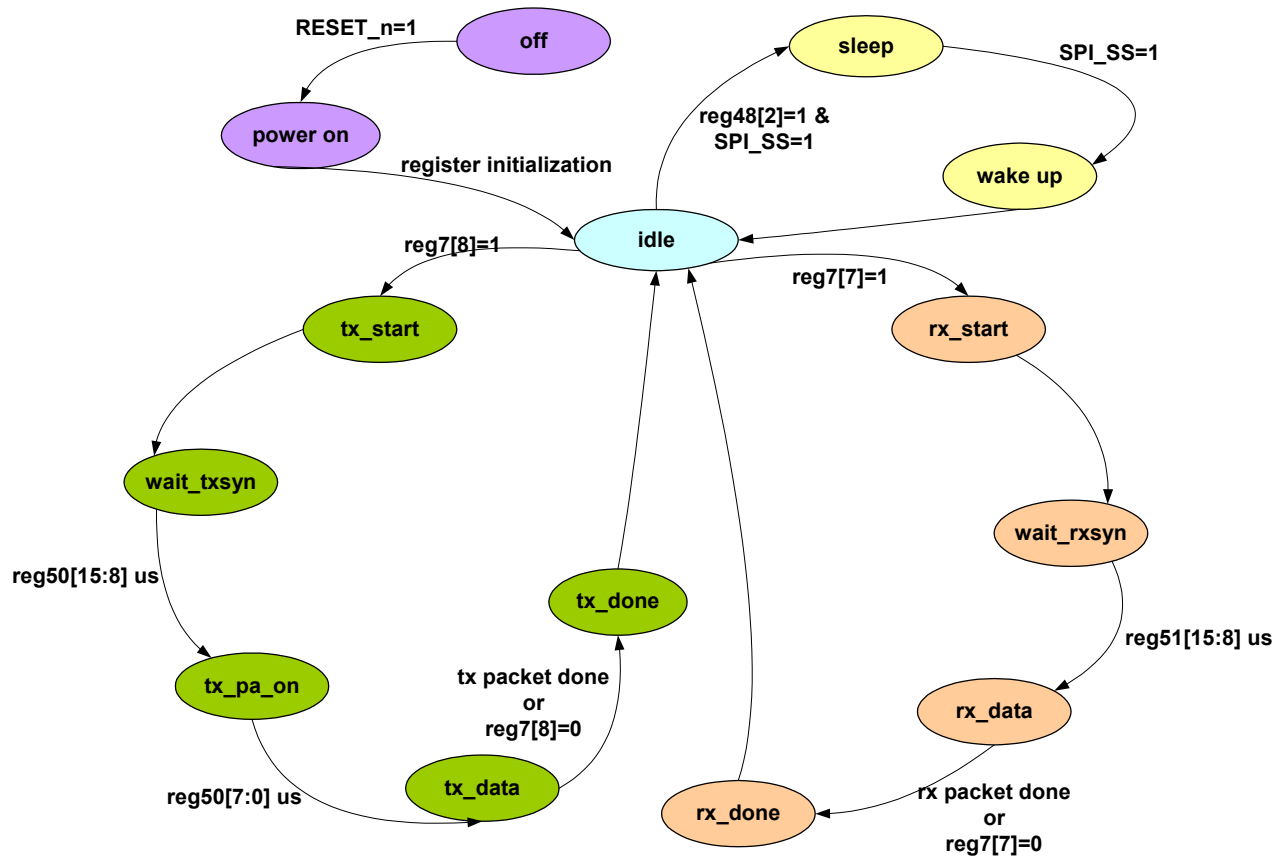 RESET_n=1
off
sleep
SPI_SS=1
power on
reg48[2]=1 &
SPI_SS=1
register initialization
wake up
idle
reg7[8]=1
reg7[7]=1
tx_start
rx_start
wait_txsyn
wait_rxsyn
reg50[15:8] us
tx_done
reg51[15:8] us
tx_pa_on
tx packet done
or
reg7[8]=0
rx_data
reg50[7:0] us
tx_data
rx_done
rx packet done
or
reg7[7]=0